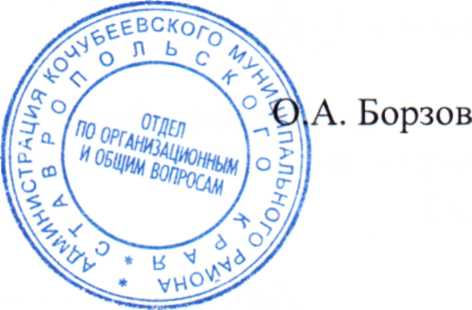 АДМИНИСТРАЦИЯ КОЧУБЕЕВСКОГО МУНИЦИПАЛЬНОГО РАЙОНА *
СТАВРОПОЛЬСКОГО КРАЯ *
ОТДЕЛ
ПО ОРГАНИЗАЦИОННЫМ
И ОБЩИМ ВОПРОСАМ
О.А. Борзов